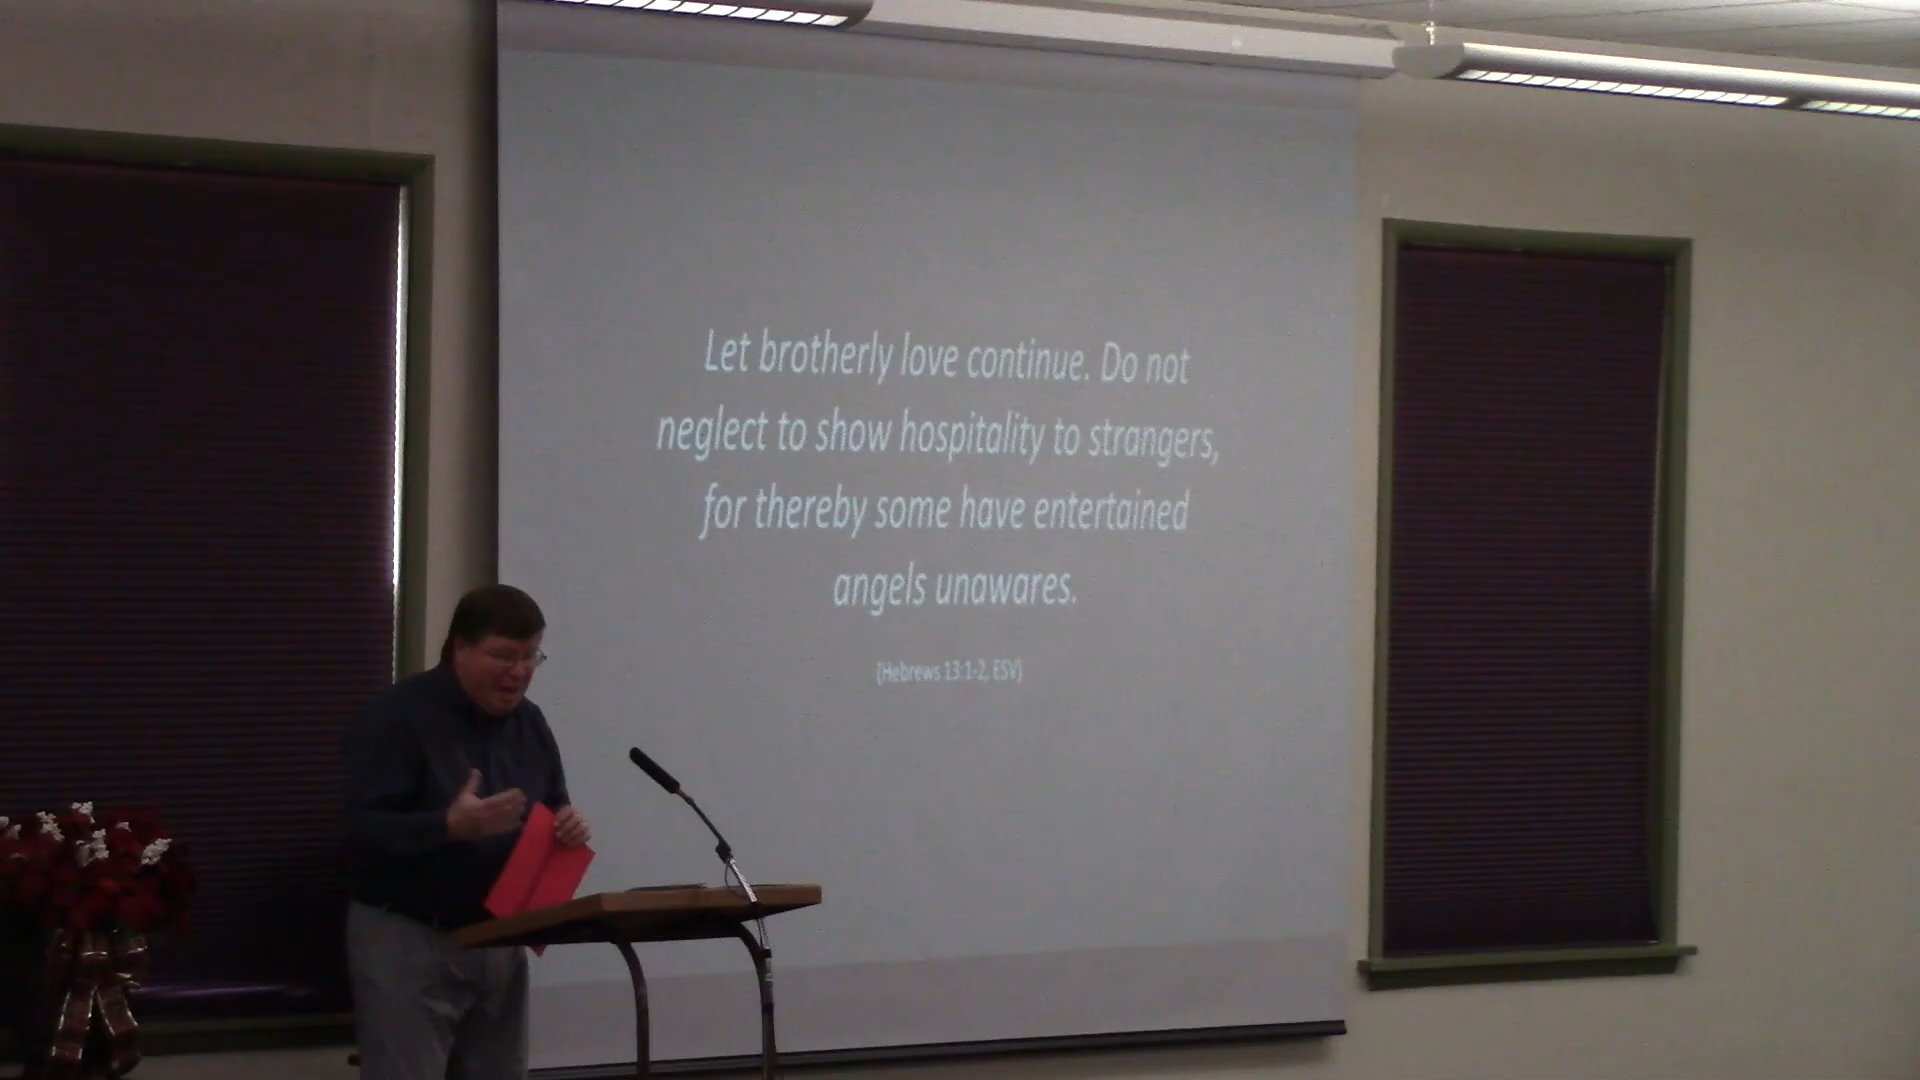 Let brotherly love continue. Do not
neglect to show hospitality to strangers,
for thereby some have entertained
angels unawares.
(Hebrews 13:1-2, ESV)